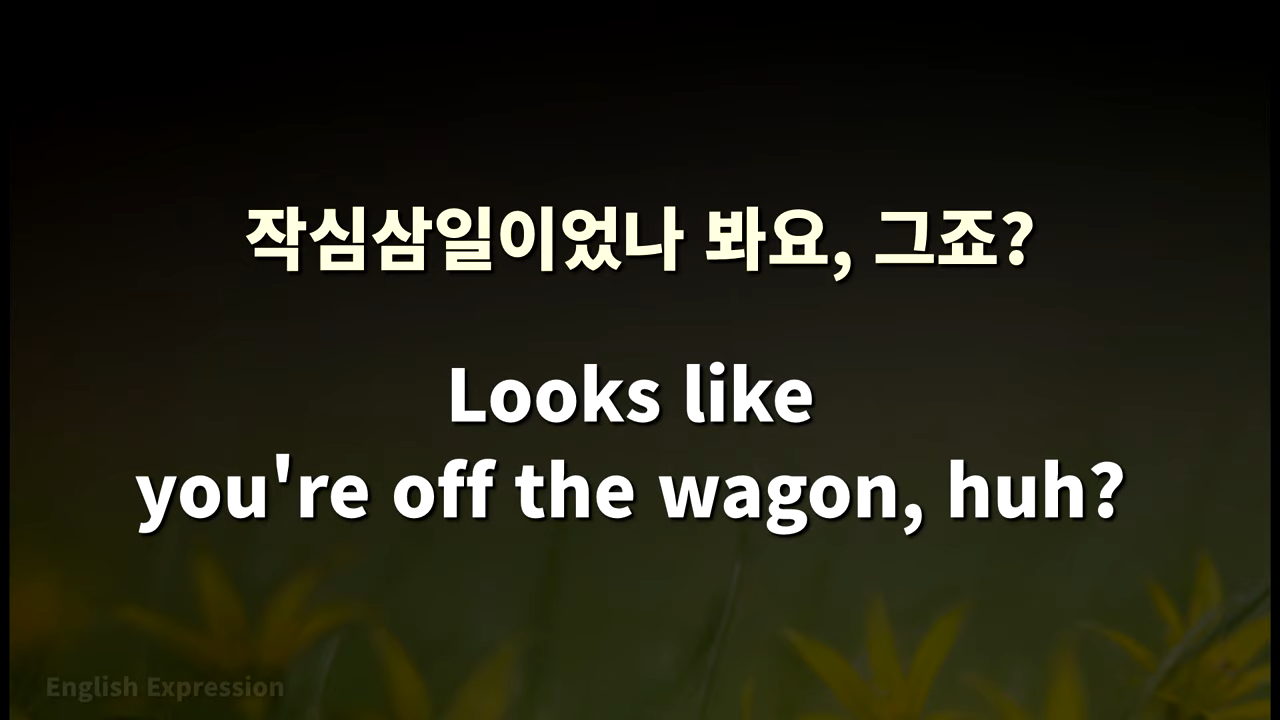 작심삼일이었나 봐요, 그죠?
Looks like
you're off the wagon, huh?
English Expression